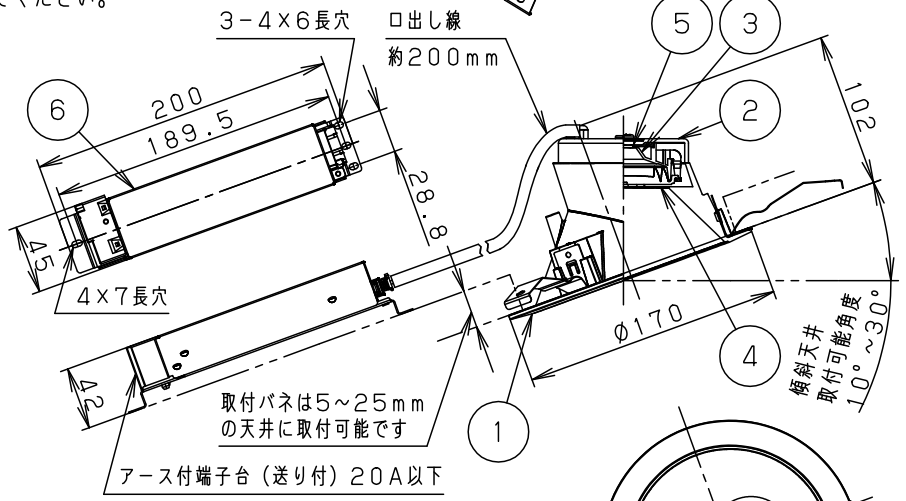 ください。
3-4×6長穴
口出し線
約200mm
5
3
6
200
189.5
2
102
28.8
45
4×7長穴
φ170
傾斜天井
取付可能角度
10°~30°
4
42
取付バネは5~25mm
の天井に取付可能です
1
アース付端子台(送り付)20A以下